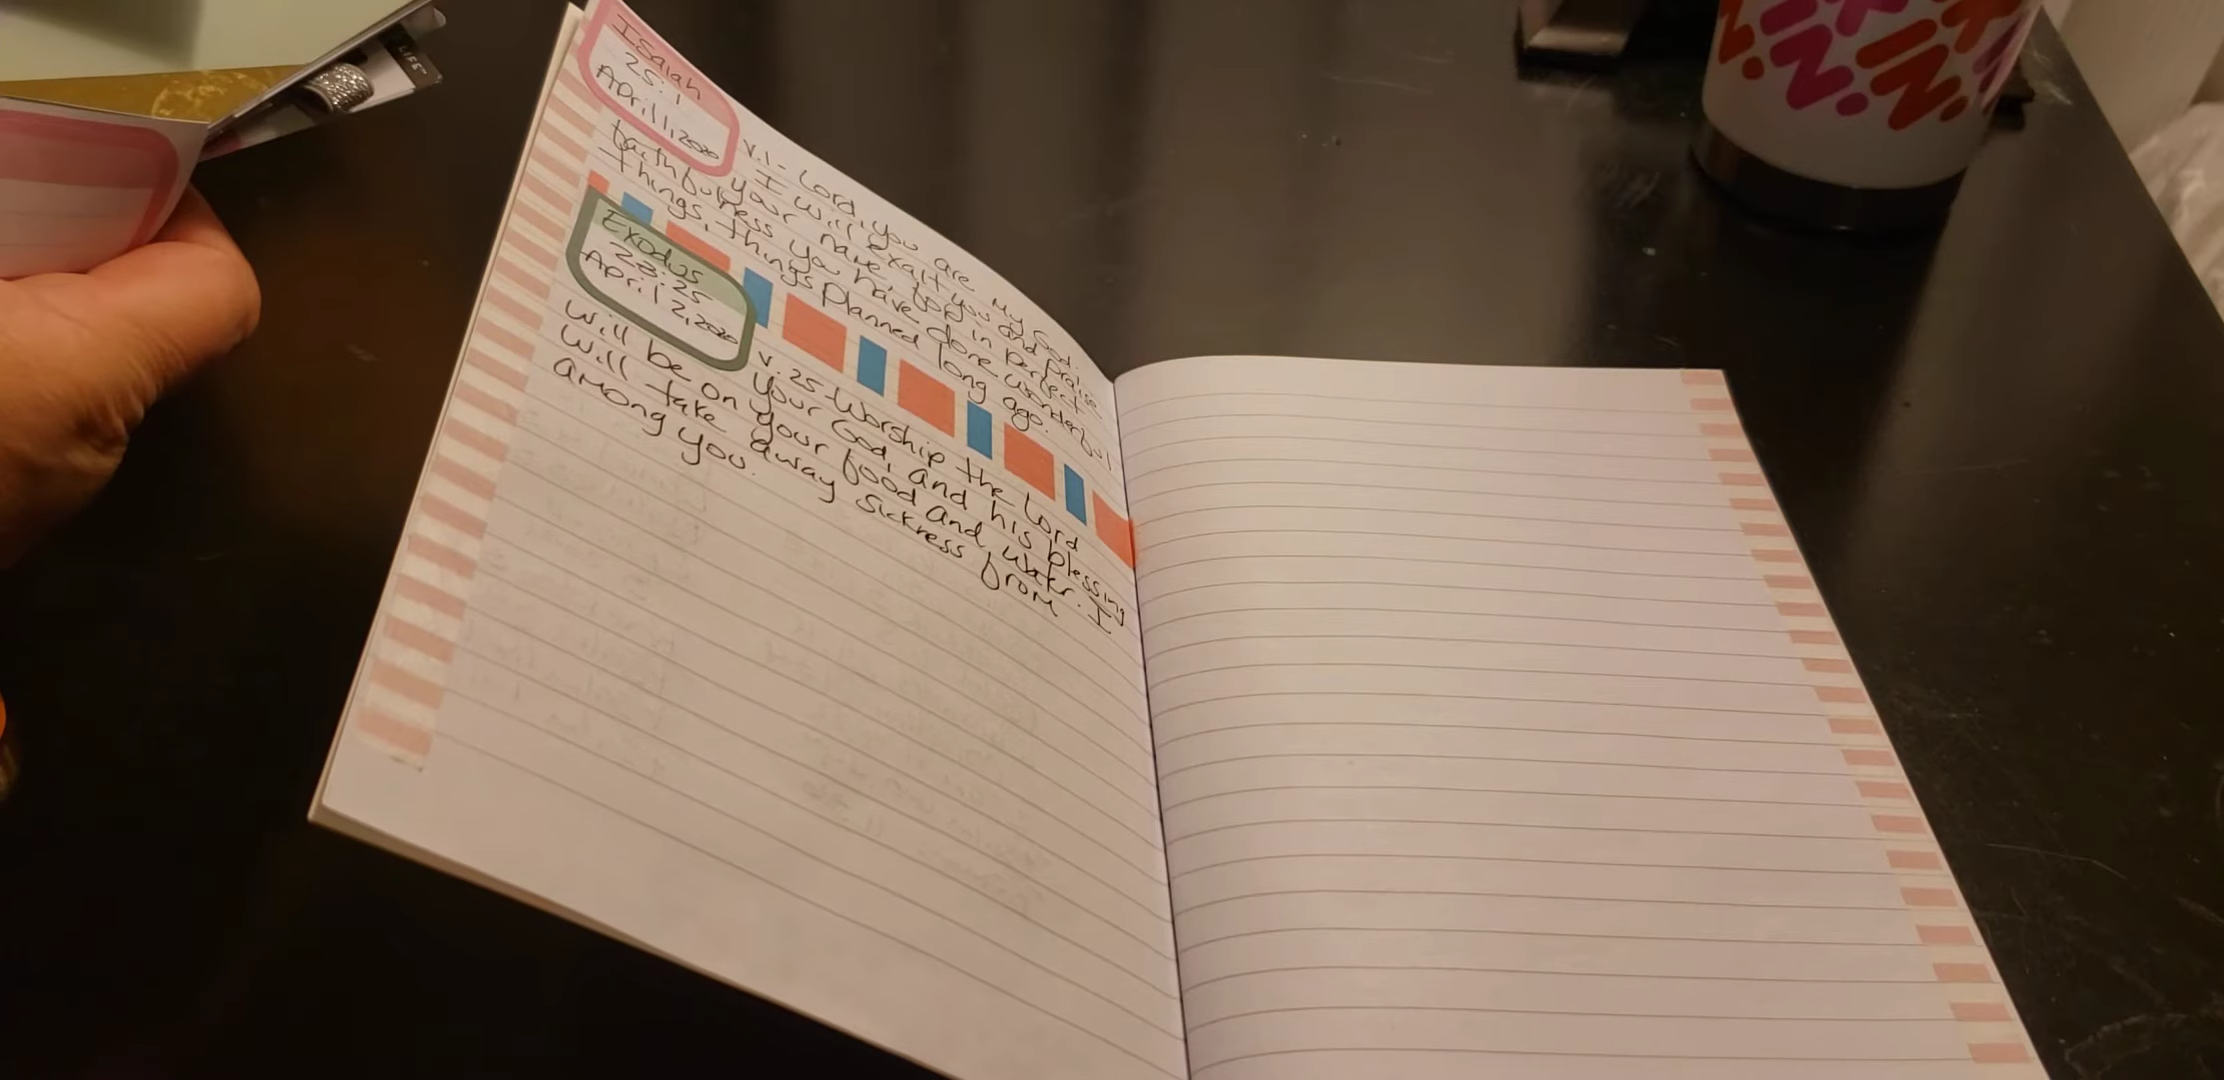 Isaiah
25:1
April 1, 2020
v.1- Lord, you are my God.
I will exalt you and praise
your name, for in perfect
faithfulness you have done wonderful
things, things planned long ago.
Exodus
23:25
April 2, 2020
v.25- Worship the Lord
your God, and his blessing
will be on your food and water. I
will take away sickness from
among you.
LIFE